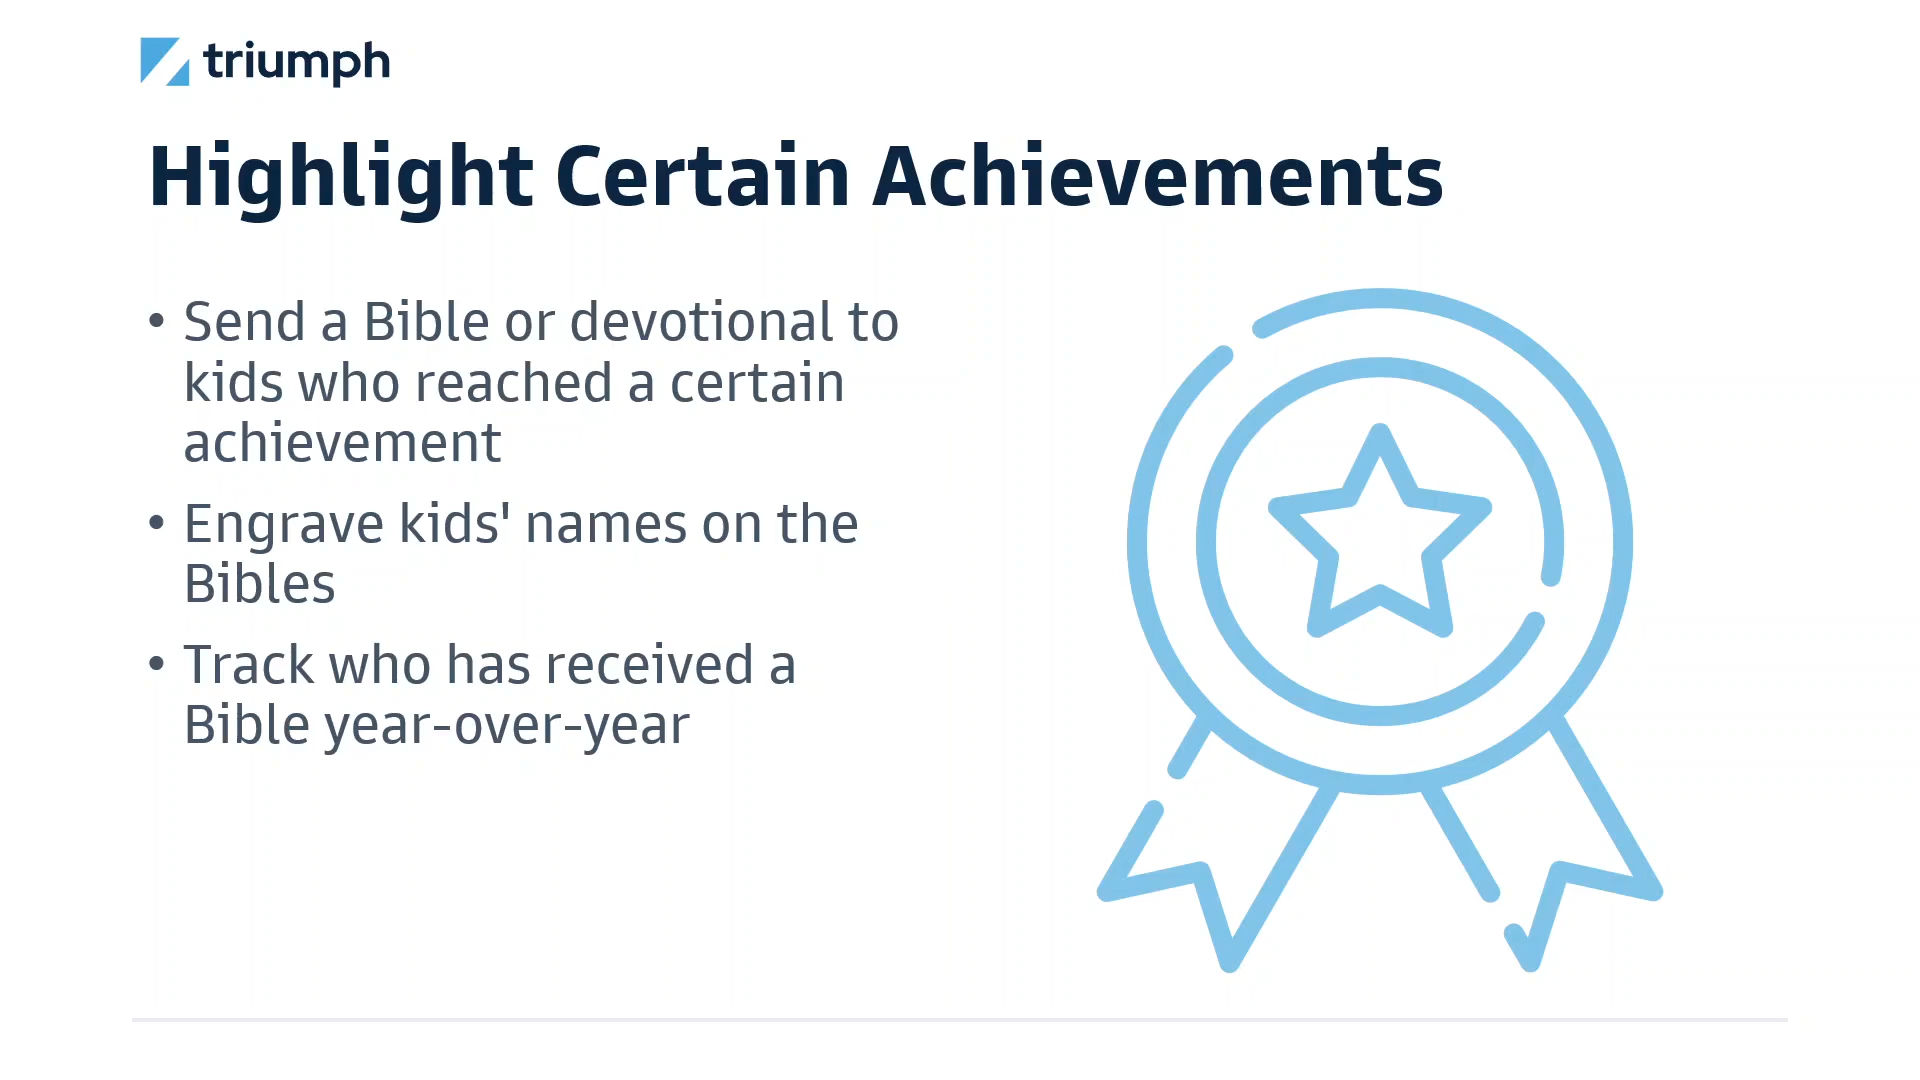 triumph
Highlight Certain Achievements
• Send a Bible or devotional to
kids who reached a certain
achievement
• Engrave kids' names on the
Bibles
• Track who has received a
Bible year-over-year